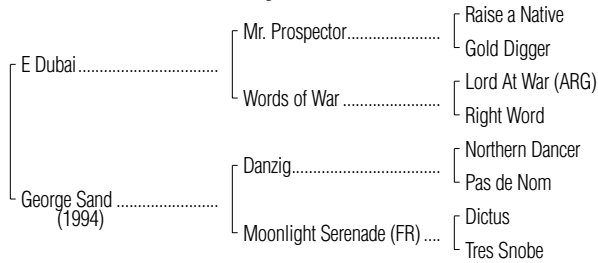 Raise a Native
Mr. Prospector.....................
Gold Digger
E Dubai................................
Lord At War (ARG)
Words of War ......................
Right Word
Northern Dancer
Danzig..................................
Pas de Nom
George Sand .......................
(1994)
Dictus
Moonlight Serenade (FR) ....
Tres Snobe